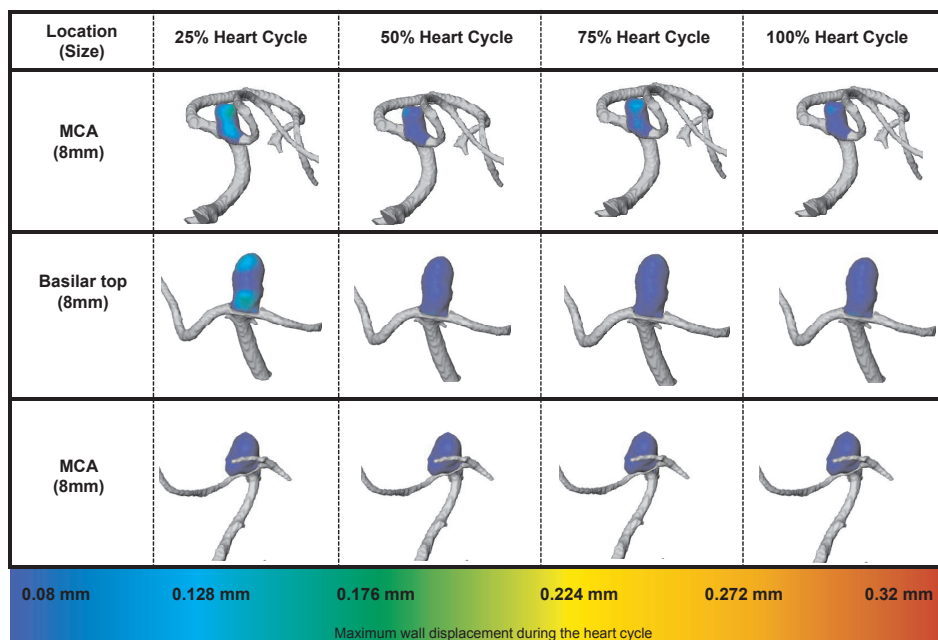 Location
(Size)
25% Heart Cycle
50% Heart Cycle
75% Heart Cycle
100% Heart Cycle
MCA
(8mm)
Basilar top
(8mm)
MCA
(8mm)
0.08 mm
0.128 mm
0.176 mm
0.224 mm
0.272 mm
0.32 mm
Maximum wall displacement during the heart cycle